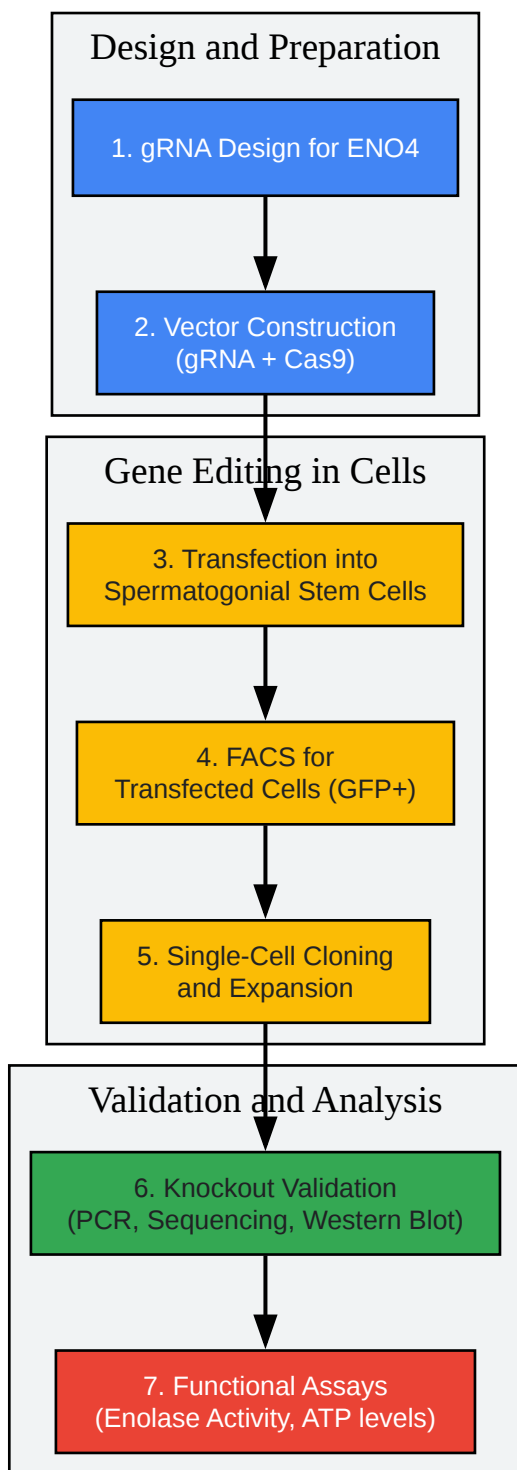 Design and Preparation
1. gRNA Design for ENO4
2. Vector Construction
(gRNA + Cas9)
Gene Editing in Cells
3. Transfection into
Spermatogonial Stem Cells
4. FACS for
Transfected Cells (GFP+)
5. Single-Cell Cloning
and Expansion
Validation and Analysis
6. Knockout Validation
(PCR, Sequencing, Western Blot)
7. Functional Assays
(Enolase Activity, ATP levels)